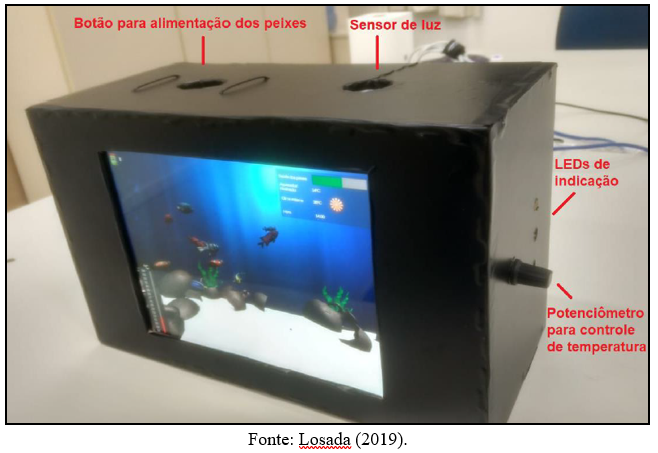 Botão para alimentação dos peixes
Sensor de luz
LEDs de
indicação
Potenciômetro
para controle
de temperatura
Fonte: Losada (2019).